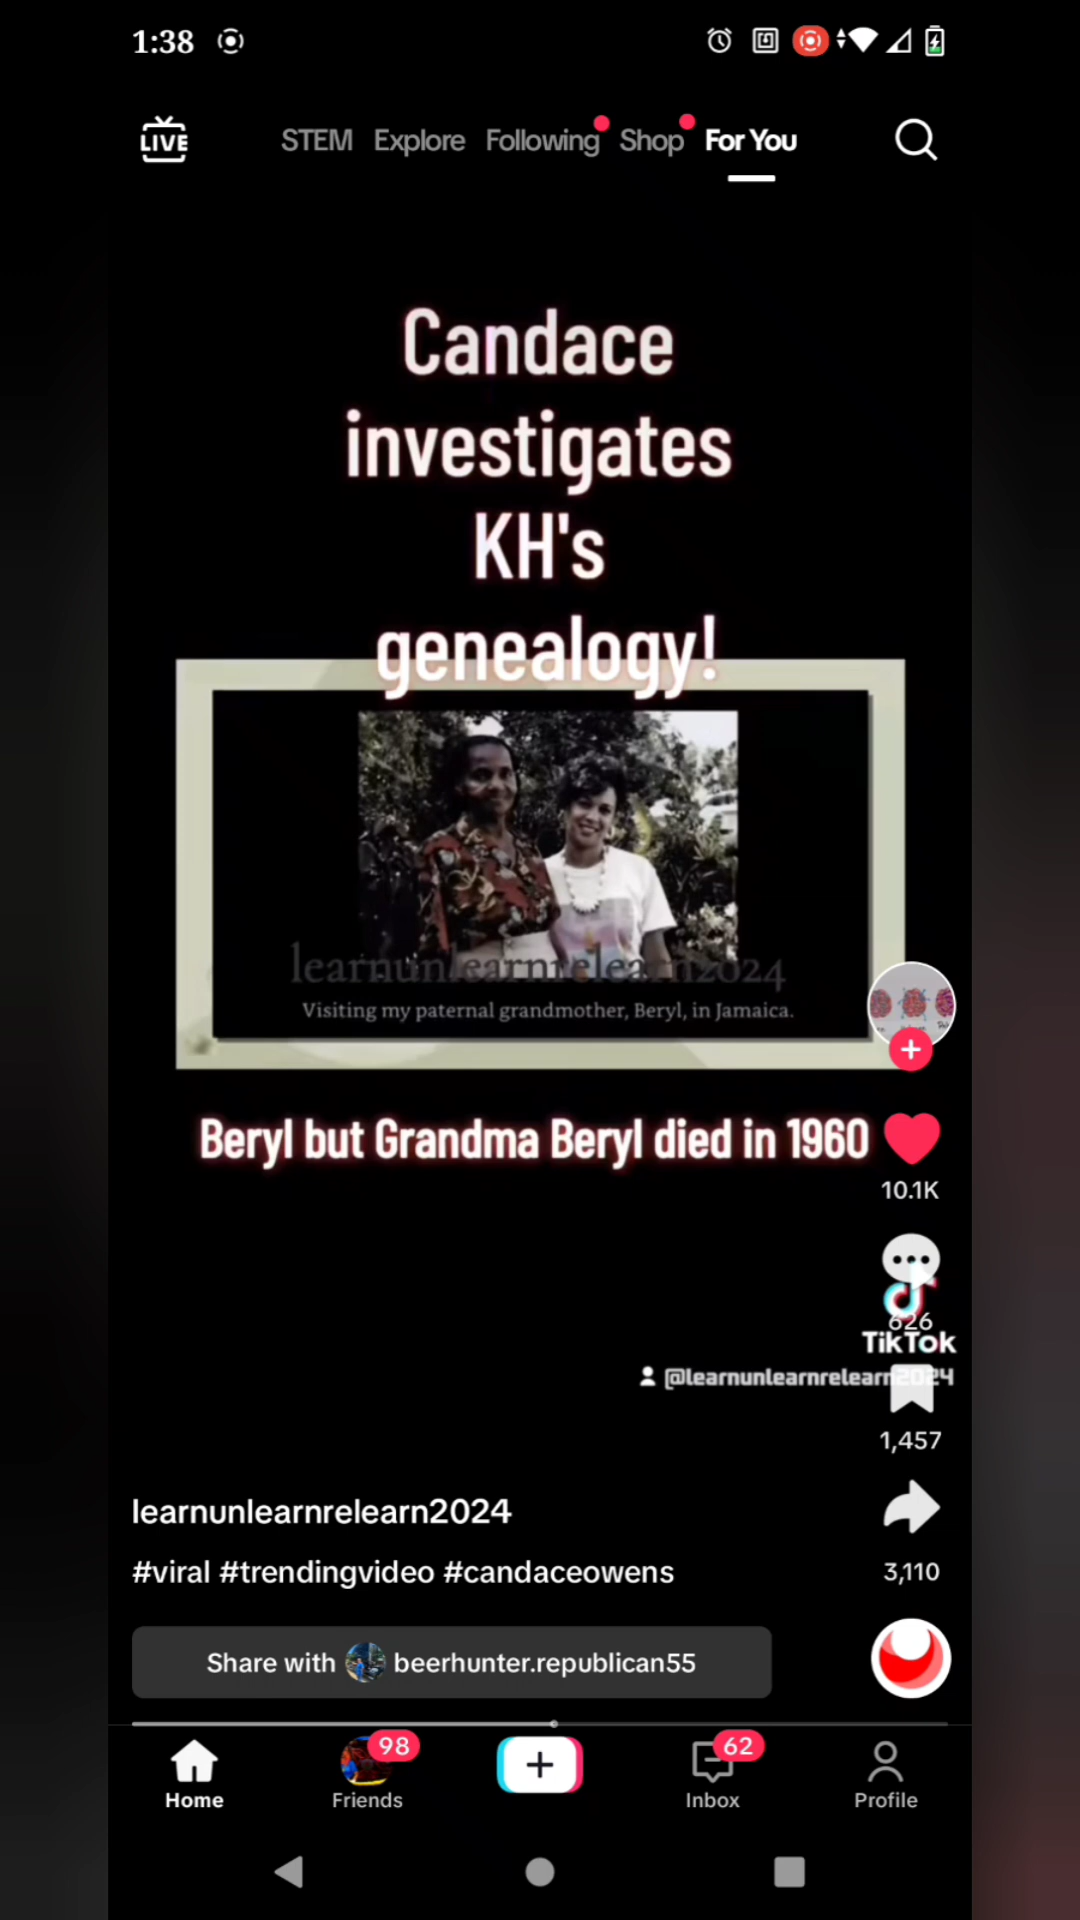 1:38
LIVE
STEM Explore Following Shop For You
Candace
investigates
KH's
genealogy!
learnunlearnrelearn2024
Visiting my paternal grandmother, Beryl, in Jamaica.
Beryl but Grandma Beryl died in 1960
10.1K
626
TikTok
@learnunlearnrelearn2024
1,457
learnunlearnrelearn2024
3,110
#viral #trendingvideo #candaceowens
Share with beerhunter.republican55
98
62
Home Friends Inbox Profile